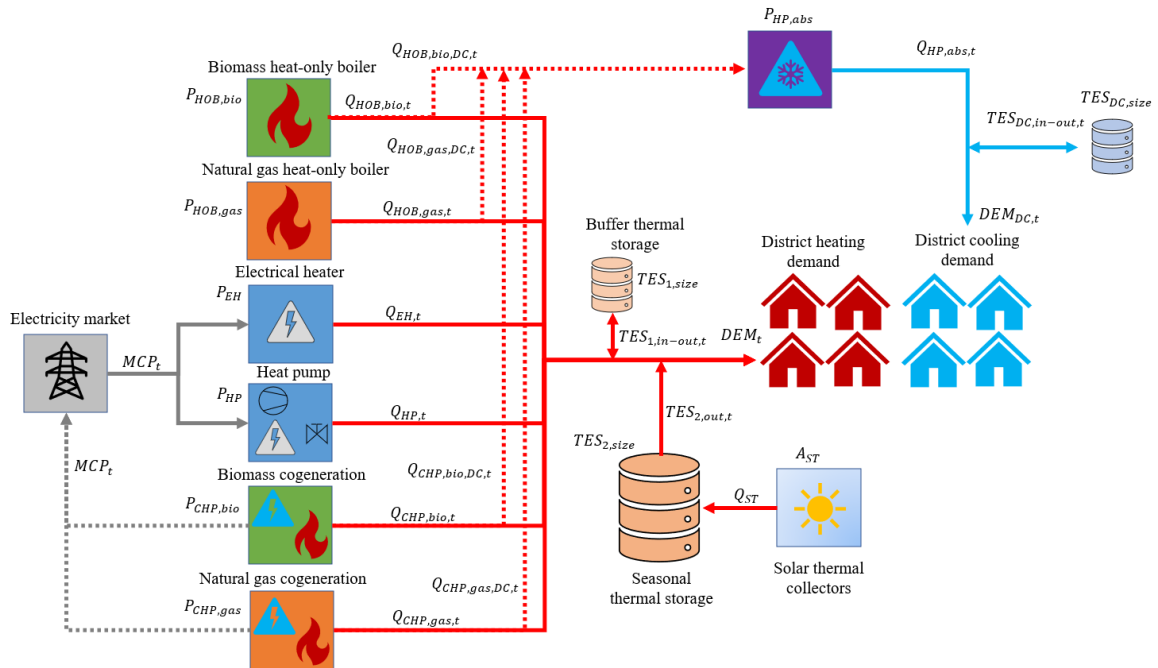 P_{HP,abs}
Q_{HOB,bio,DC,t}
Q_{HP,abs,t}
Biomass heat-only boiler
P_{HOB,bio}
Q_{HOB,bio,t}
TES_{DC,size}
TES_{DC,in-out,t}
Q_{HOB,gas,DC,t}
Natural gas heat-only boiler
P_{HOB,gas}
Q_{HOB,gas,t}
DEM_{DC,t}
Buffer thermal
storage
District heating
demand
District cooling
demand
Electrical heater
TES_{1,size}
P_{EH}
Q_{EH,t}
Electricity market
TES_{1,in-out,t}
DEM_t
MCP_t
Heat pump
P_{HP}
Q_{HP,t}
TES_{2,out,t}
TES_{2,size}
A_{ST}
MCP_t
Q_{CHP,bio,DC,t}
Biomass cogeneration
Q_{ST}
P_{CHP,bio}
Q_{CHP,bio,t}
Seasonal
thermal storage
Solar thermal
collectors
Natural gas cogeneration
Q_{CHP,gas,DC,t}
P_{CHP,gas}
Q_{CHP,gas,t}